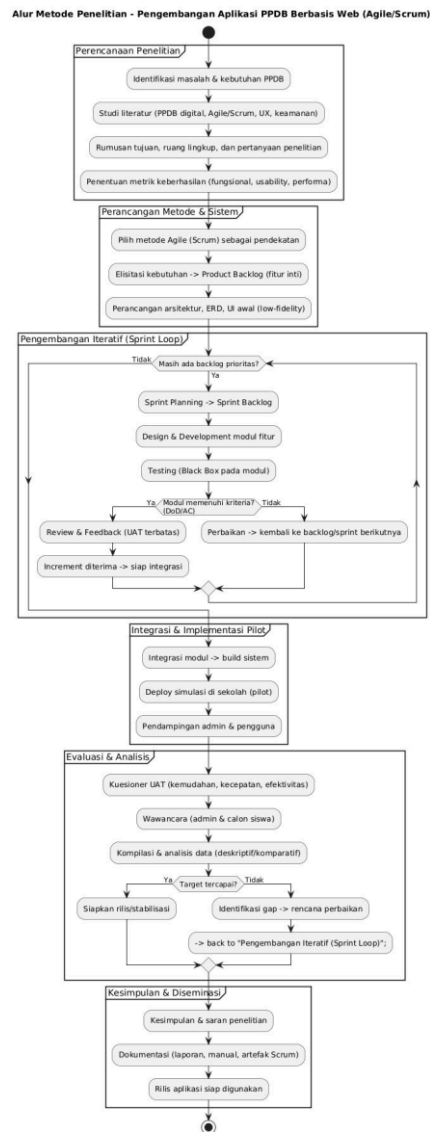 Alur Metode Penelitian - Pengembangan Aplikasi PPDB Berbasis Web (Agile/Scrum)
Perencanaan Penelitian
Identifikasi masalah & kebutuhan PPDB
Studi literatur (PPDB digital, Agile/Scrum, UX, keamanan)
Rumusan tujuan, ruang lingkup, dan pertanyaan penelitian
Penentuan metrik keberhasilan (fungsional, usability, performa)
Perancangan Metode & Sistem
Pilih metode Agile (Scrum) sebagai pendekatan
Elisitasi kebutuhan -> Product Backlog (fitur inti)
Perancangan arsitektur, ERD, UI awal (low-fidelity)
Pengembangan Iteratif (Sprint Loop)
Tidak
Masih ada backlog prioritas?
Ya
Sprint Planning -> Sprint Backlog
Design & Development modul fitur
Testing (Black Box pada modul)
Ya
Modul memenuhi kriteria?
(DoD/AC)
Tidak
Review & Feedback (UAT terbatas)
Perbaikan -> kembali ke backlog/sprint berikutnya
Increment diterima -> siap integrasi
Integrasi & Implementasi Pilot
Integrasi modul -> build sistem
Deploy simulasi di sekolah (pilot)
Pendampingan admin & pengguna
Evaluasi & Analisis
Kuesioner UAT (kemudahan, kecepatan, efektivitas)
Wawancara (admin & calon siswa)
Kompilasi & analisis data (deskriptif/komparatif)
Ya
Target tercapai?
Tidak
Siapkan rilis/stabilisasi
Identifikasi gap -> rencana perbaikan
-> back to "Pengembangan Iteratif (Sprint Loop)";
Kesimpulan & Diseminasi
Kesimpulan & saran penelitian
Dokumentasi (laporan, manual, artefak Scrum)
Rilis aplikasi siap digunakan